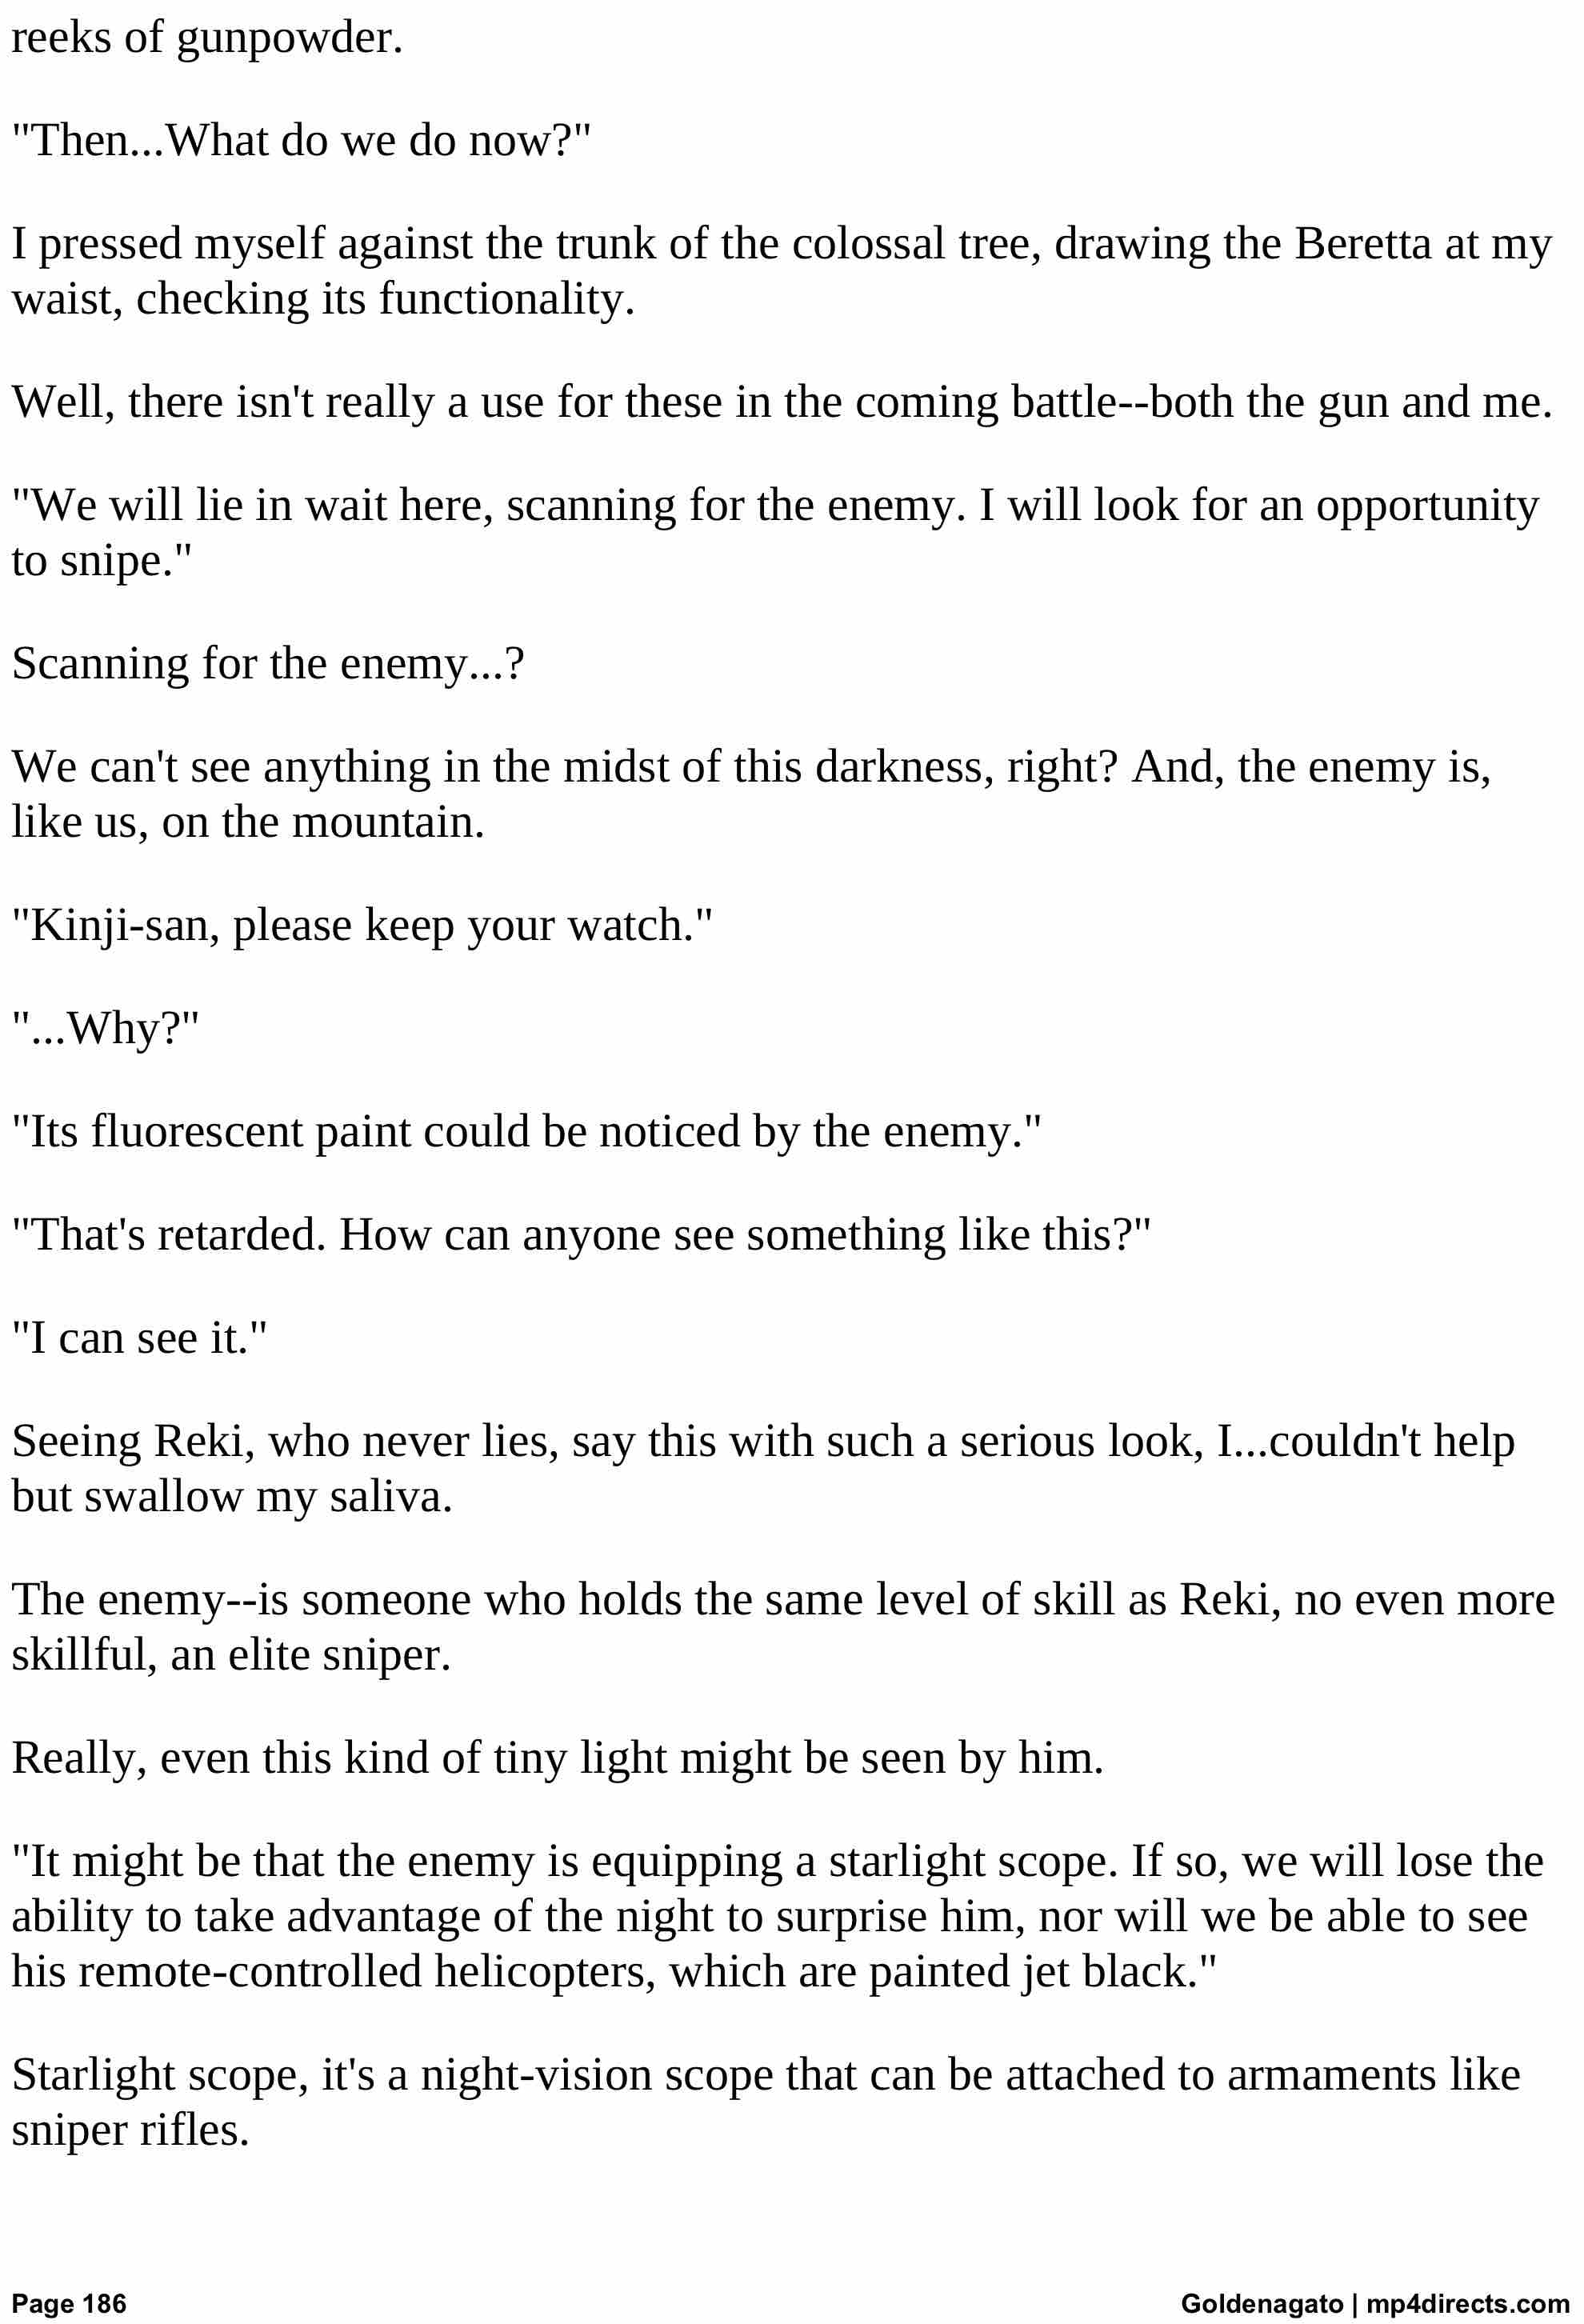 reeks of gunpowder.
"Then...What do we do now?"
I pressed myself against the trunk of the colossal tree, drawing the Beretta at my
waist, checking its functionality.
Well, there isn't really a use for these in the coming battle--both the gun and me.
"We will lie in wait here, scanning for the enemy. I will look for an opportunity
to snipe."
Scanning for the enemy...?
We can't see anything in the midst of this darkness, right? And, the enemy is,
like us, on the mountain.
"Kinji-san, please keep your watch."
"...Why?"
"Its fluorescent paint could be noticed by the enemy."
"That's retarded. How can anyone see something like this?"
"I can see it."
Seeing Reki, who never lies, say this with such a serious look, I...couldn't help
but swallow my saliva.
The enemy--is someone who holds the same level of skill as Reki, no even more
skillful, an elite sniper.
Really, even this kind of tiny light might be seen by him.
"It might be that the enemy is equipping a starlight scope. If so, we will lose the
ability to take advantage of the night to surprise him, nor will we be able to see
his remote-controlled helicopters, which are painted jet black."
Starlight scope, it's a night-vision scope that can be attached to armaments like
sniper rifles.
Page 186
Goldenagato | mp4directs.com